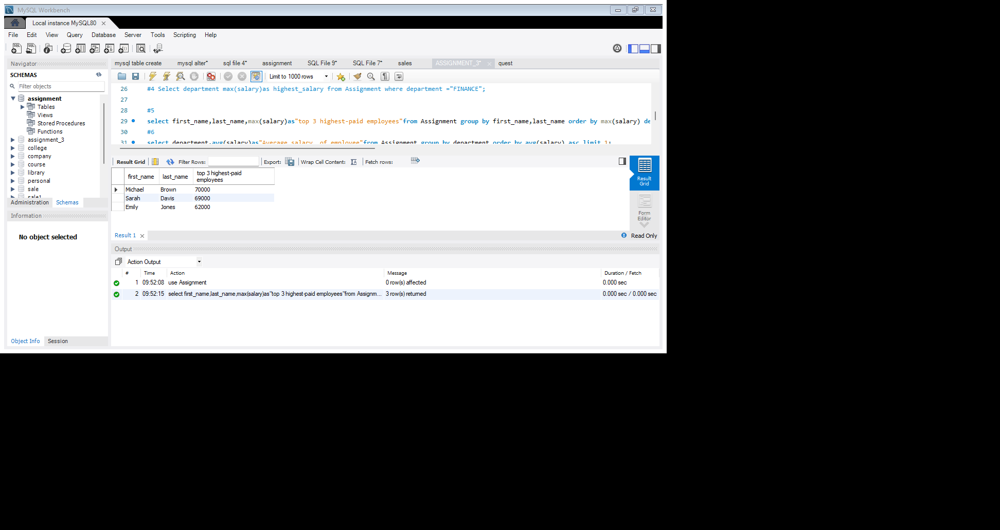 MySQL Workbench
Local instance MySQL80
File Edit View Query Database Server Tools Scripting Help
Navigator
SCHEMAS
Filter objects
assignment
Tables
Views
Stored Procedures
Functions
assignment_3
college
company
course
library
personal
sale
sale1
Administration Schemas
Information
No object selected
Object Info Session
mysql table create mysql alter* sql file 4* assignment SQL File 9* SQL File 7* sales ASSIGNMENT_3* quest
Limit to 1000 rows
26 #4 Select department max(salary)as highest_salary from Assignment where department ="FINANCE";
27
28 #5
29 select first_name,last_name,max(salary)as"top 3 highest-paid employees"from Assignment group by first_name,last_name order by max(salary) de
30 #6
31 select department,avg(salary)as"Average salary of employee"from Assignment group by department order by avg(salary) asc limit 1;
Result Grid Filter Rows: Export: Wrap Cell Content: Fetch rows:
first_name last_name top 3 highest-paid
employees
Michael Brown 70000
Sarah Davis 69000
Emily Jones 62000
Result
Grid
Form
Editor
Result 1 Read Only
Output
Action Output
# Time Action Message Duration / Fetch
1 09:52:08 use Assignment 0 row(s) affected 0.000 sec
2 09:52:15 select first_name,last_name,max(salary)as"top 3 highest-paid employees"from Assignm... 3 row(s) returned 0.000 sec / 0.000 sec